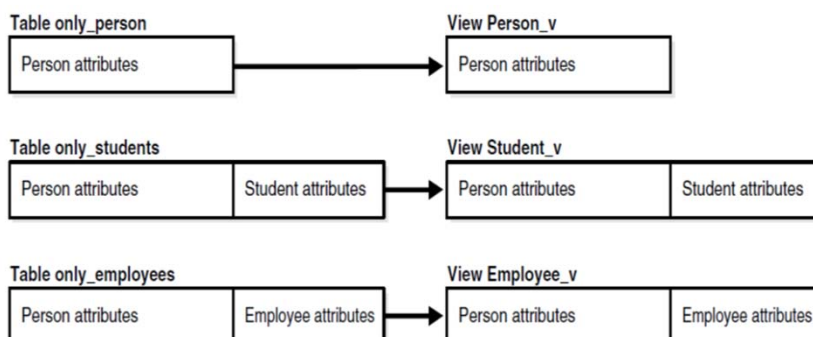 Table only_person
View Person_v
Person attributes
Person attributes
Table only_students
View Student_v
Person attributes
Student attributes
Person attributes
Student attributes
Table only_employees
View Employee_v
Person attributes
Employee attributes
Person attributes
Employee attributes